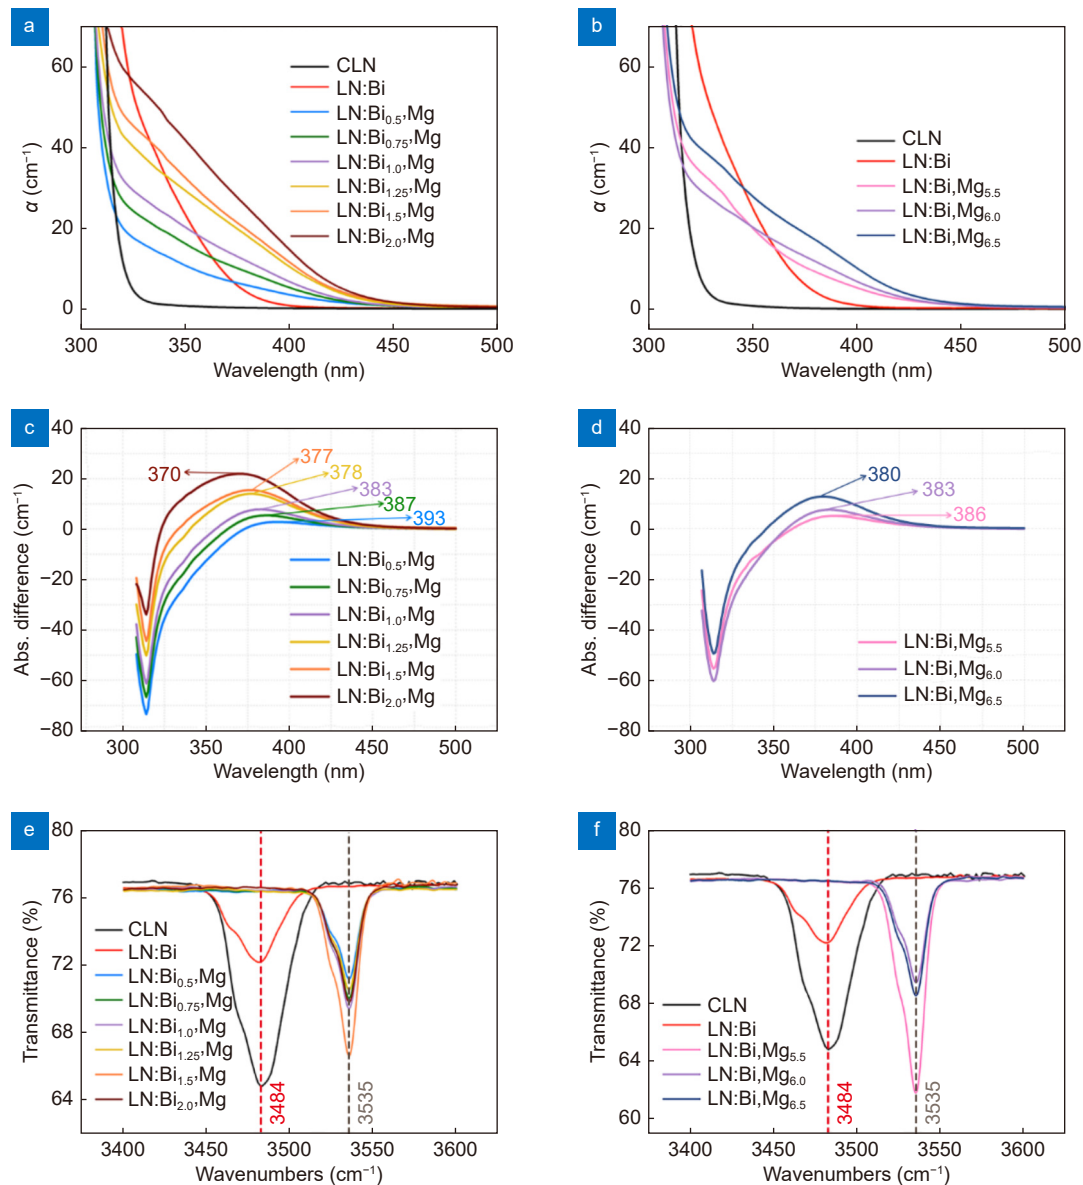 a
60
40
20
0
α (cm⁻¹)
CLN
LN:Bi
LN:Bi₀.₅,Mg
LN:Bi₀.₇₅,Mg
LN:Bi₁.₀,Mg
LN:Bi₁.₂₅,Mg
LN:Bi₁.₅,Mg
LN:Bi₂.₀,Mg
300 350 400 450 500
Wavelength (nm)
b
60
40
20
0
α (cm⁻¹)
CLN
LN:Bi
LN:Bi,Mg₅.₅
LN:Bi,Mg₆.₀
LN:Bi,Mg₆.₅
300 350 400 450 500
Wavelength (nm)
c
40
20
0
−20
−40
−60
−80
Abs. difference (cm⁻¹)
370
377
378
383
387
393
LN:Bi₀.₅,Mg
LN:Bi₀.₇₅,Mg
LN:Bi₁.₀,Mg
LN:Bi₁.₂₅,Mg
LN:Bi₁.₅,Mg
LN:Bi₂.₀,Mg
300 350 400 450 500
Wavelength (nm)
d
40
20
0
−20
−40
−60
−80
Abs. difference (cm⁻¹)
380
383
386
LN:Bi,Mg₅.₅
LN:Bi,Mg₆.₀
LN:Bi,Mg₆.₅
300 350 400 450 500
Wavelength (nm)
e
80
76
72
68
64
Transmittance (%)
CLN
LN:Bi
LN:Bi₀.₅,Mg
LN:Bi₀.₇₅,Mg
LN:Bi₁.₀,Mg
LN:Bi₁.₂₅,Mg
LN:Bi₁.₅,Mg
LN:Bi₂.₀,Mg
3484
3535
3400 3450 3500 3550 3600
Wavenumbers (cm⁻¹)
f
80
76
72
68
64
60
Transmittance (%)
CLN
LN:Bi
LN:Bi,Mg₅.₅
LN:Bi,Mg₆.₀
LN:Bi,Mg₆.₅
3484
3535
3400 3450 3500 3550 3600
Wavenumbers (cm⁻¹)